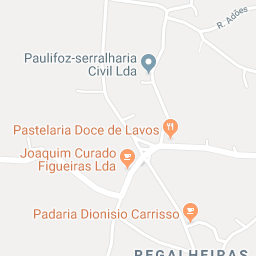 R. Adões
Paulifoz-serralharia
Civil Lda
Pastelaria Doce de Lavos
Joaquim Curado
Figueiras Lda
Padaria Dionisio Carrisso
REGALHEIRAS